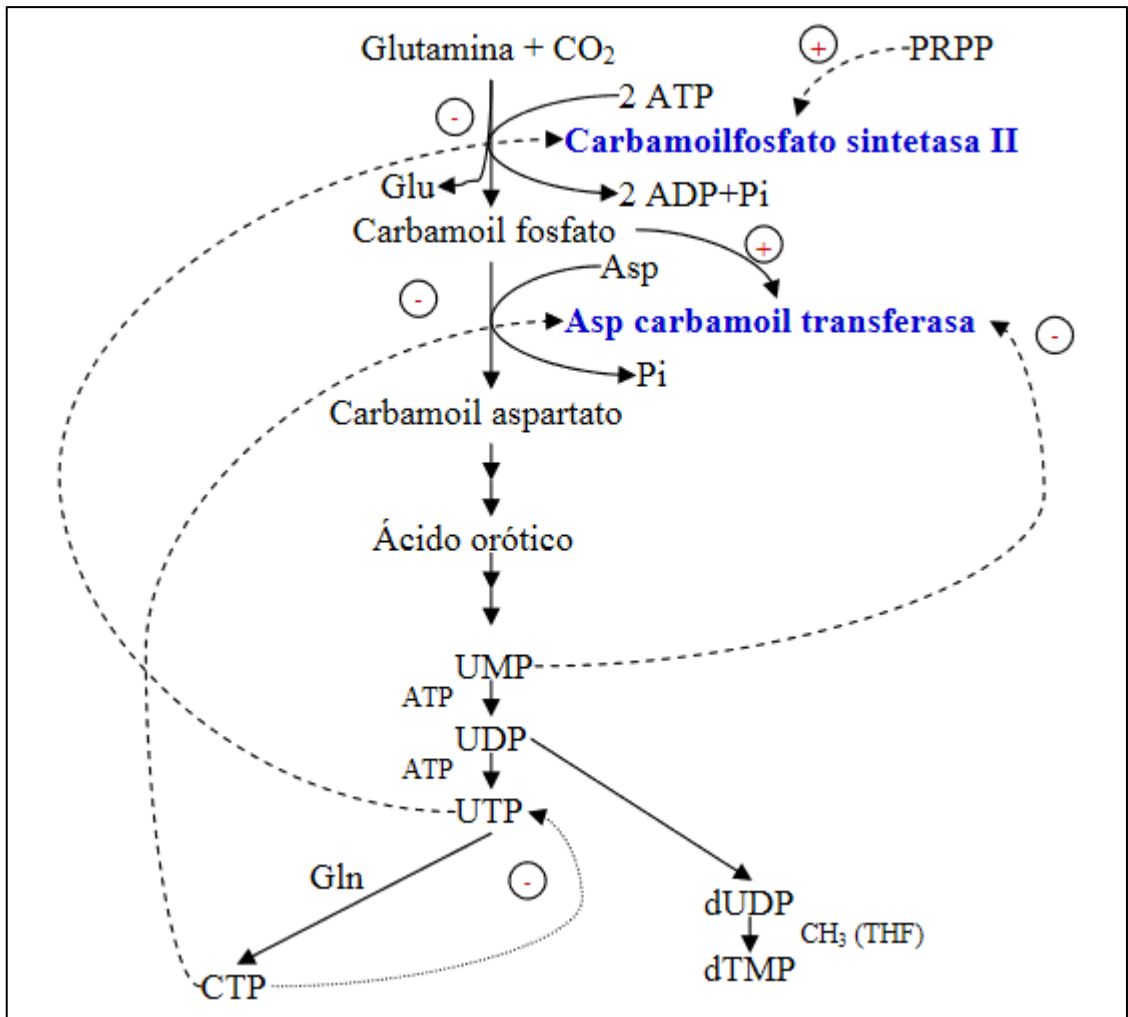 Glutamina + CO₂
+
PRPP
2 ATP
-
Carbamoilfosfato sintetasa II
Glu
2 ADP+Pi
Carbamoil fosfato
+
Asp
-
Asp carbamoil transferasa
-
Pi
Carbamoil aspartato
Ácido orótico
UMP
ATP
UDP
ATP
UTP
Gln
-
dUDP
CH₃ (THF)
dTMP
CTP